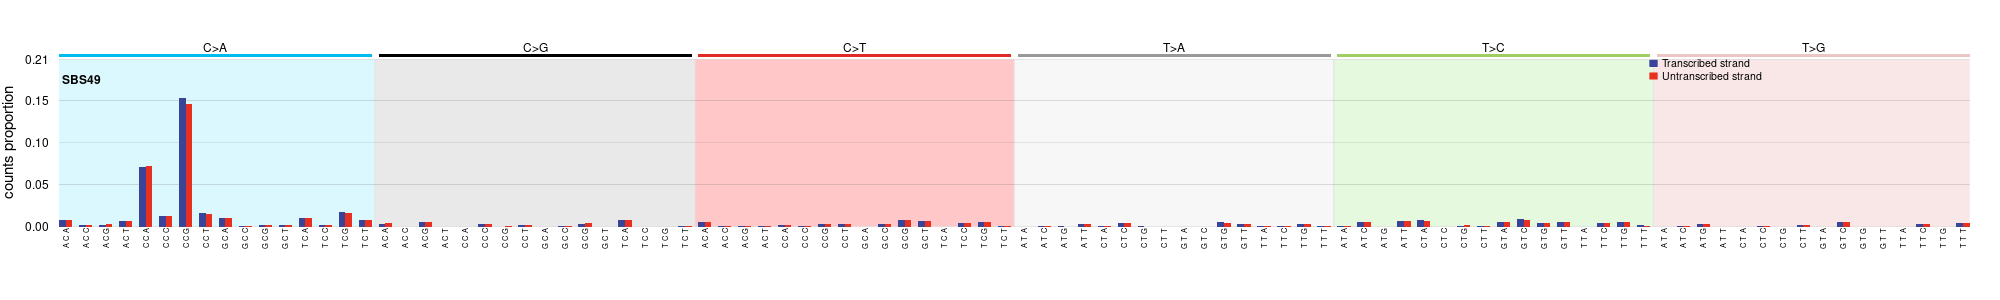 C>A C>G C>T T>A T>C T>G
0.21
SBS49
Transcribed strand
Untranscribed strand
0.15
0.10
0.05
0.00
counts proportion
ACA ACC ACG ACT CCA CCC CCG CCT GCA GCC GCG GCT TCA TCC TCG TCT ACA ACC ACG ACT CCA CCC CCG CCT GCA GCC GCG GCT TCA TCC TCG TCT ACA ACC ACG ACT CCA CCC CCG CCT GCA GCC GCG GCT TCA TCC TCG TCT ATA ATC ATG ATT CTA CTC CTG CTT GTA GTC GTG GTT TTA TTC TTG TTT ATA ATC ATG ATT CTA CTC CTG CTT GTA GTC GTG GTT TTA TTC TTG TTT ATA ATC ATG ATT CTA CTC CTG CTT GTA GTC GTG GTT TTA TTC TTG TTT